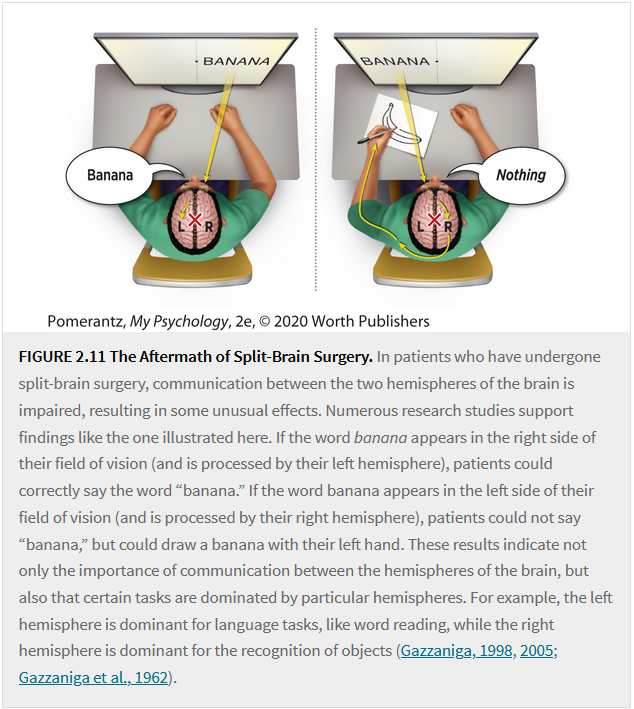 · BANANA
BANANA ·
Banana
Nothing
L R
L R
Pomerantz, My Psychology, 2e, © 2020 Worth Publishers
FIGURE 2.11 The Aftermath of Split-Brain Surgery. In patients who have undergone
split-brain surgery, communication between the two hemispheres of the brain is
impaired, resulting in some unusual effects. Numerous research studies support
findings like the one illustrated here. If the word banana appears in the right side of
their field of vision (and is processed by their left hemisphere), patients could
correctly say the word “banana.” If the word banana appears in the left side of their
field of vision (and is processed by their right hemisphere), patients could not say
“banana,” but could draw a banana with their left hand. These results indicate not
only the importance of communication between the hemispheres of the brain, but
also that certain tasks are dominated by particular hemispheres. For example, the left
hemisphere is dominant for language tasks, like word reading, while the right
hemisphere is dominant for the recognition of objects (Gazzaniga, 1998, 2005;
Gazzaniga et al., 1962).